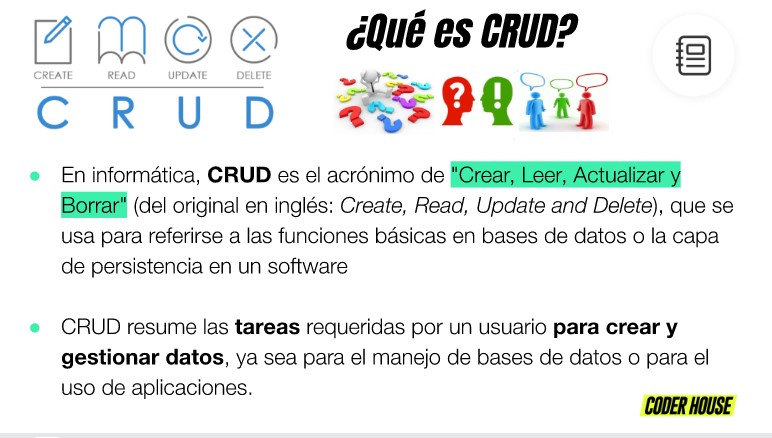 CREATE READ UPDATE DELETE
C R U D
¿Qué es CRUD?
? ! 
En informática, CRUD es el acrónimo de "Crear, Leer, Actualizar y
Borrar" (del original en inglés: Create, Read, Update and Delete), que se
usa para referirse a las funciones básicas en bases de datos o la capa
de persistencia en un software
CRUD resume las tareas requeridas por un usuario para crear y
gestionar datos, ya sea para el manejo de bases de datos o para el
uso de aplicaciones.
CODER HOUSE